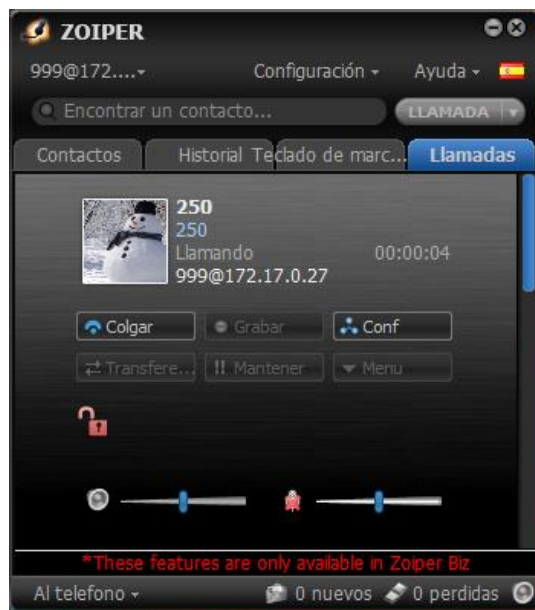 ZOIPER
999@172....
Configuración Ayuda
Encontrar un contacto...
LLAMADA
Contactos Historial Teclado de marc... Llamadas
250
250
Llamando 00:00:04
999@172.17.0.27
Colgar Grabar Conf
Transfere... Mantener Menu
*These features are only available in Zoiper Biz
Al telefono 0 nuevos 0 perdidas